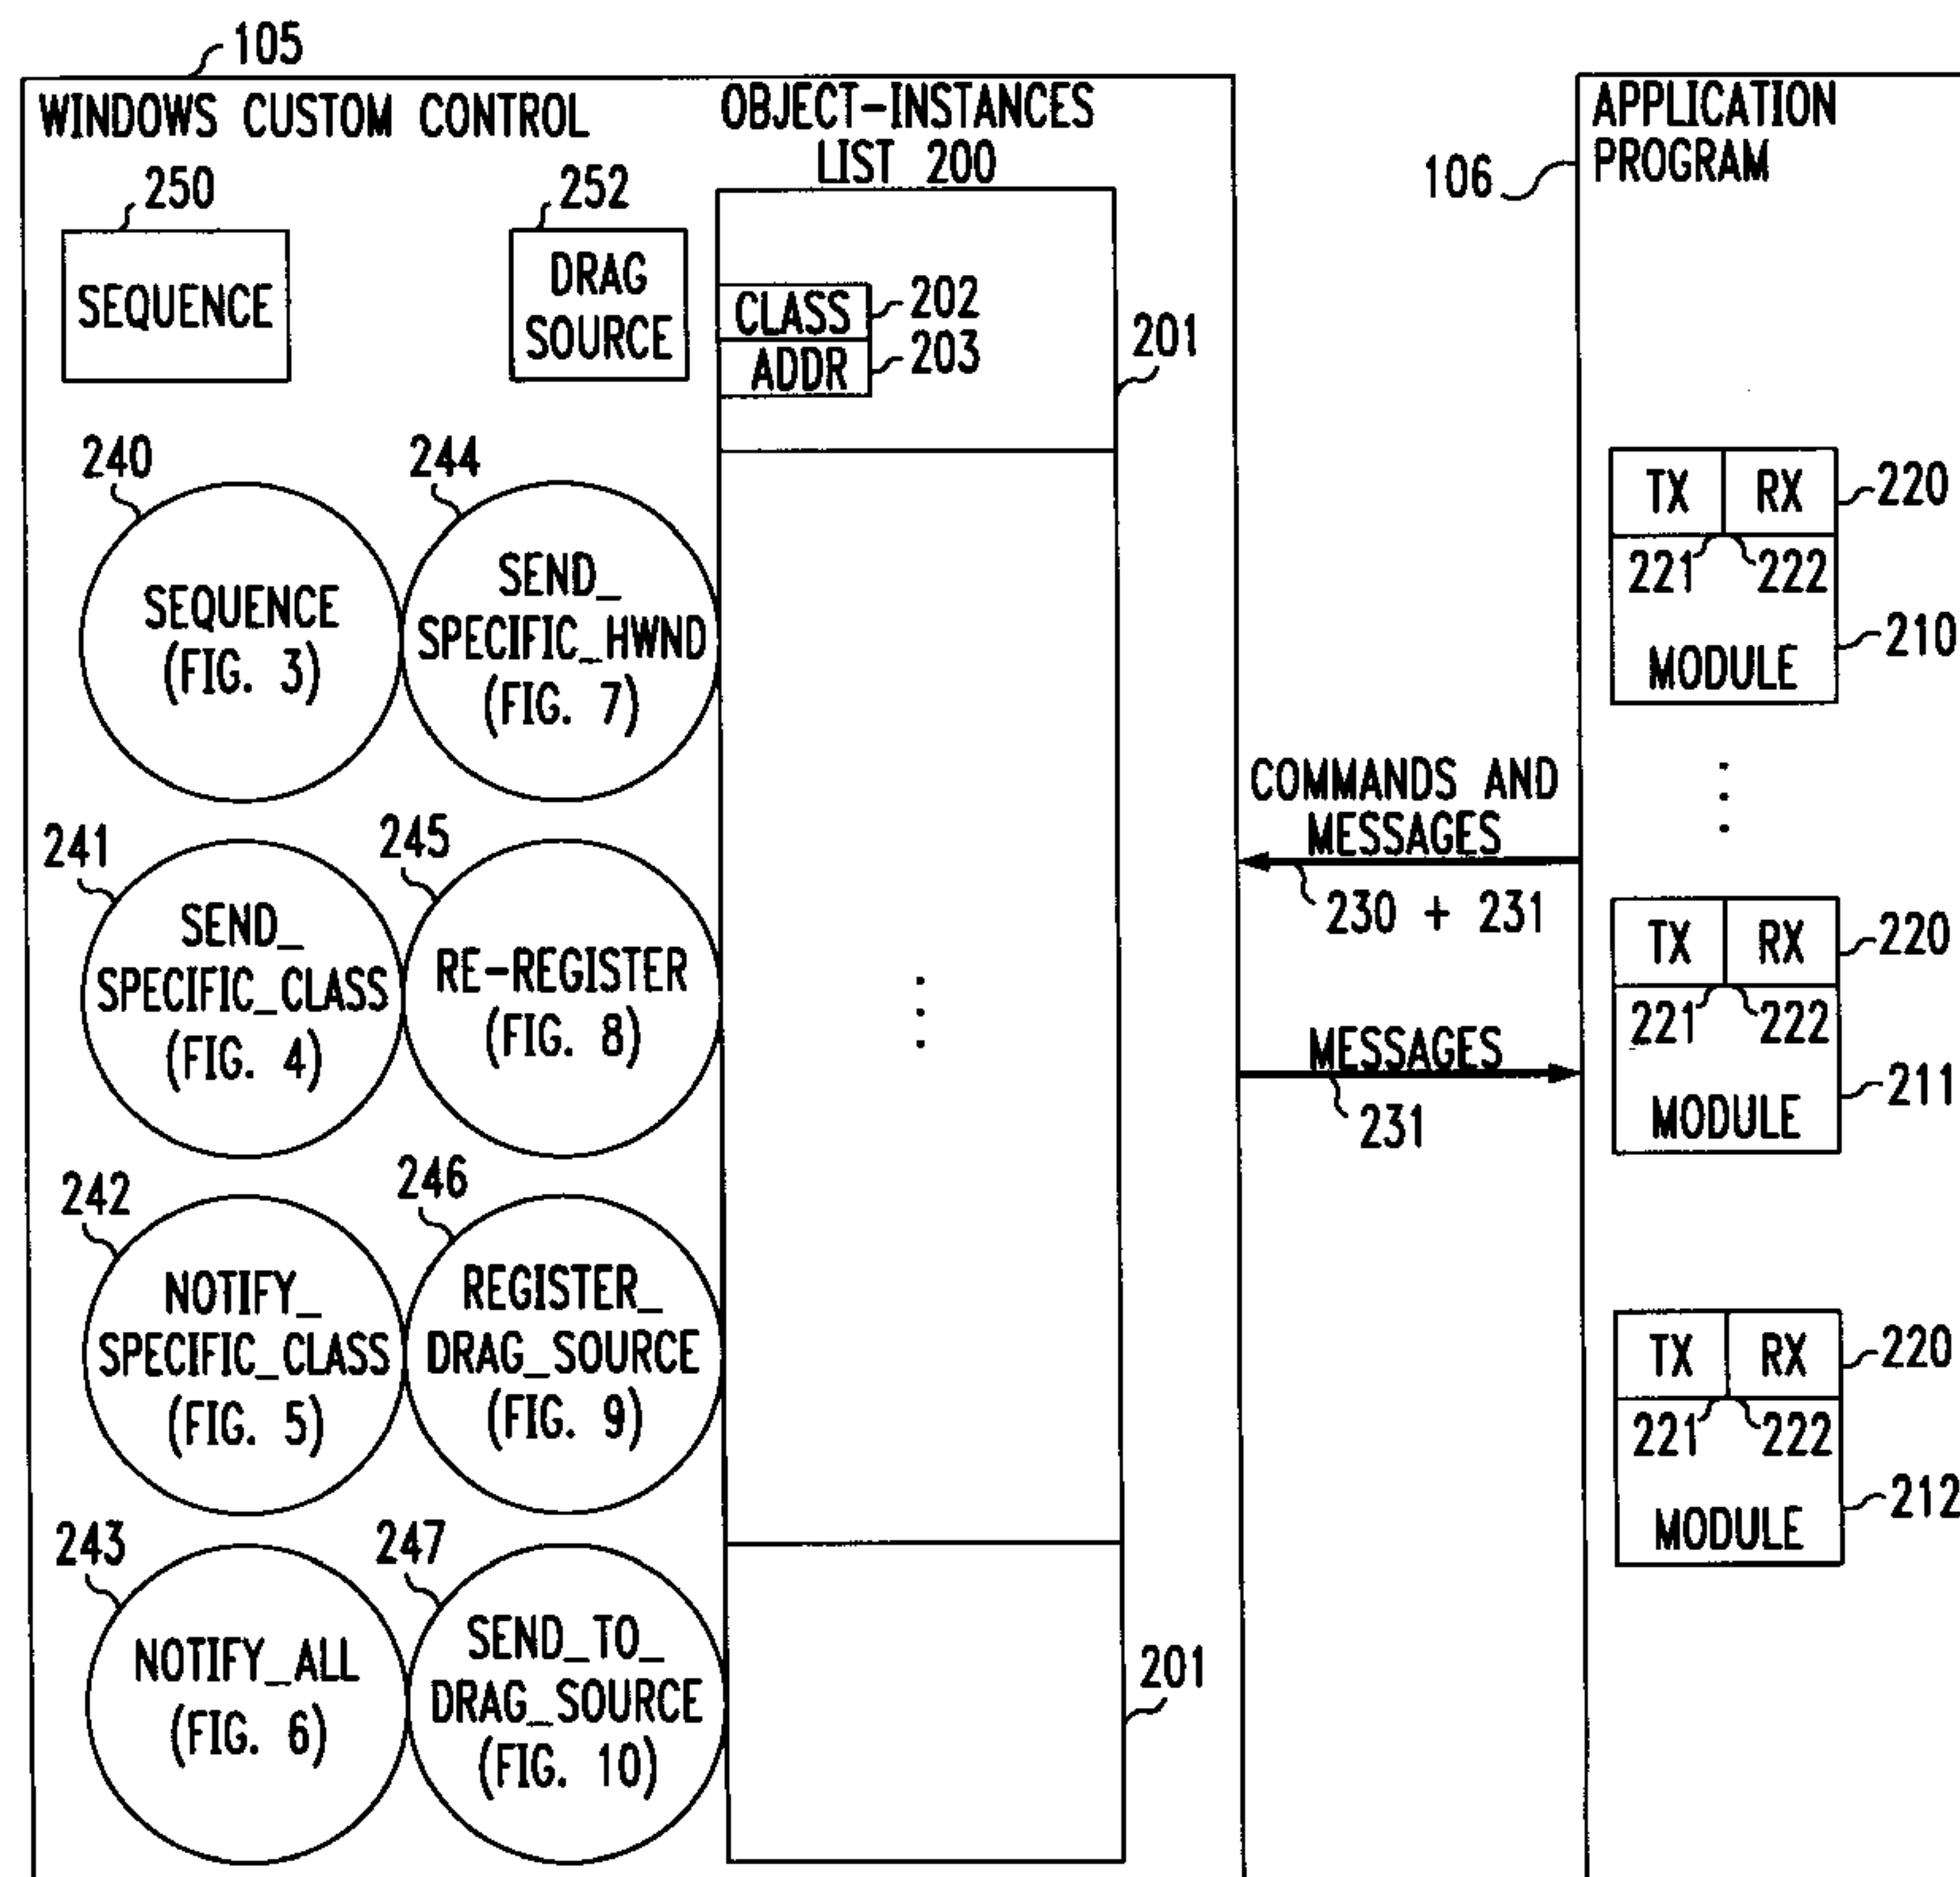 105
WINDOWS CUSTOM CONTROL
OBJECT-INSTANCES
LIST 200
250
SEQUENCE
252
DRAG
SOURCE
CLASS
202
ADDR
203
201
240
SEQUENCE
(FIG. 3)
244
SEND_
SPECIFIC_HWND
(FIG. 7)
241
SEND_
SPECIFIC_CLASS
(FIG. 4)
245
RE-REGISTER
(FIG. 8)
242
NOTIFY_
SPECIFIC_CLASS
(FIG. 5)
246
REGISTER_
DRAG_SOURCE
(FIG. 9)
243
NOTIFY_ALL
(FIG. 6)
247
SEND_TO_
DRAG_SOURCE
(FIG. 10)
201
COMMANDS AND
MESSAGES
230 + 231
MESSAGES
231
APPLICATION
PROGRAM
106
TX RX
220
221 222
MODULE
210
TX RX
220
221 222
MODULE
211
TX RX
220
221 222
MODULE
212